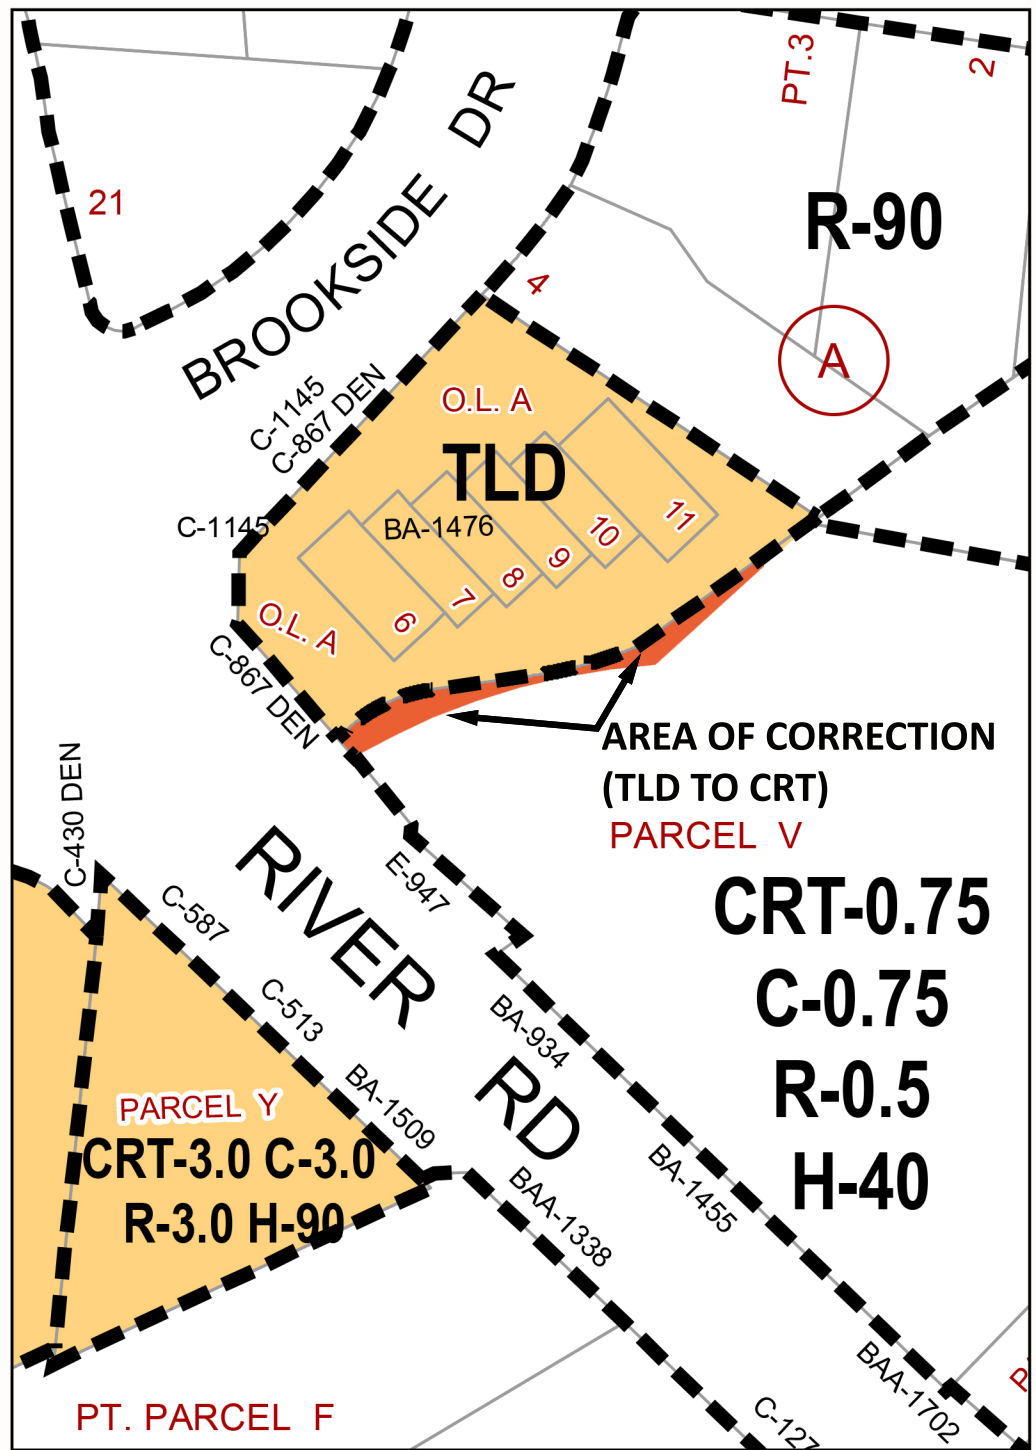 PT.3
2
21
BROOKSIDE DR
R-90
4
A
C-1145
C-867 DEN
O.L. A
TLD
C-1145
BA-1476
11
10
9
8
7
6
O.L. A
C-867 DEN
AREA OF CORRECTION
(TLD TO CRT)
PARCEL V
C-430 DEN
E-947
C-587
RIVER RD
CRT-0.75
C-0.75
R-0.5
H-40
C-513
BA-934
BA-1509
PARCEL Y
CRT-3.0 C-3.0
R-3.0 H-90
BAA-1338
BA-1455
BAA-1702
C-127
PT. PARCEL F